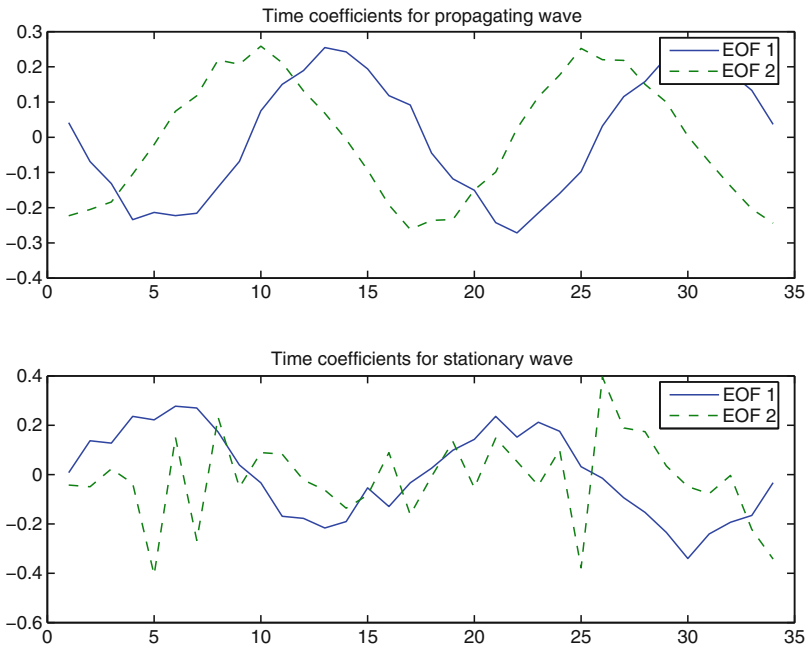 Time coefficients for propagating wave
0.3
0.2
0.1
0
−0.1
−0.2
−0.3
−0.4
EOF 1
EOF 2
0 5 10 15 20 25 30 35
Time coefficients for stationary wave
0.4
0.2
0
−0.2
−0.4
−0.6
EOF 1
EOF 2
0 5 10 15 20 25 30 35